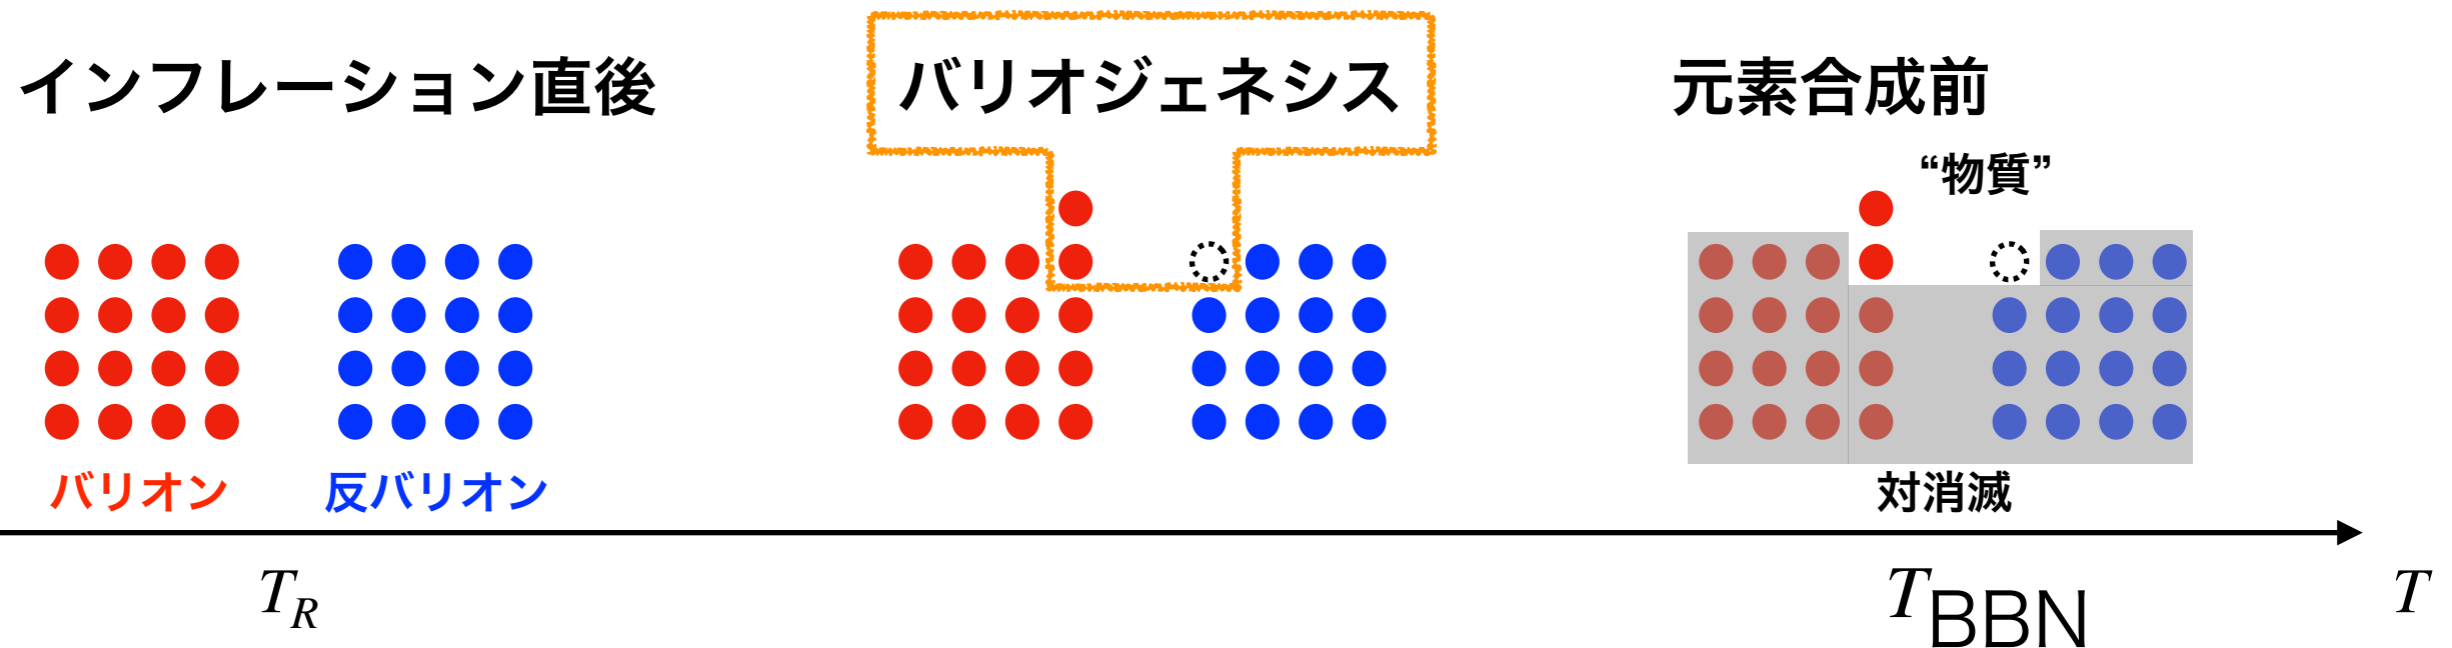 インフレーション直後
バリオジェネシス
元素合成前
“物質”
バリオン
反バリオン
対消滅
T_R
T_BBN
T